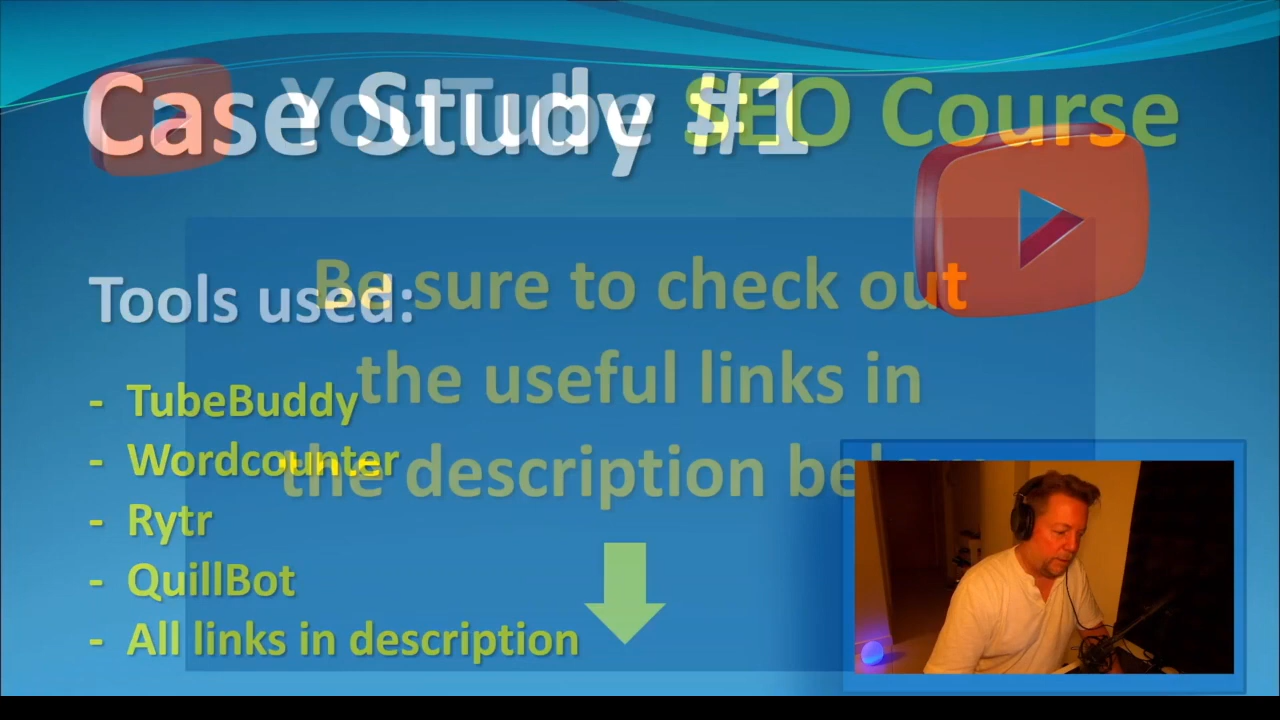 Case Study #1
YouTube SEO Course
Tools used:
Be sure to check out
the useful links in
the description below
- TubeBuddy
- Wordcounter
- Rytr
- QuillBot
- All links in description